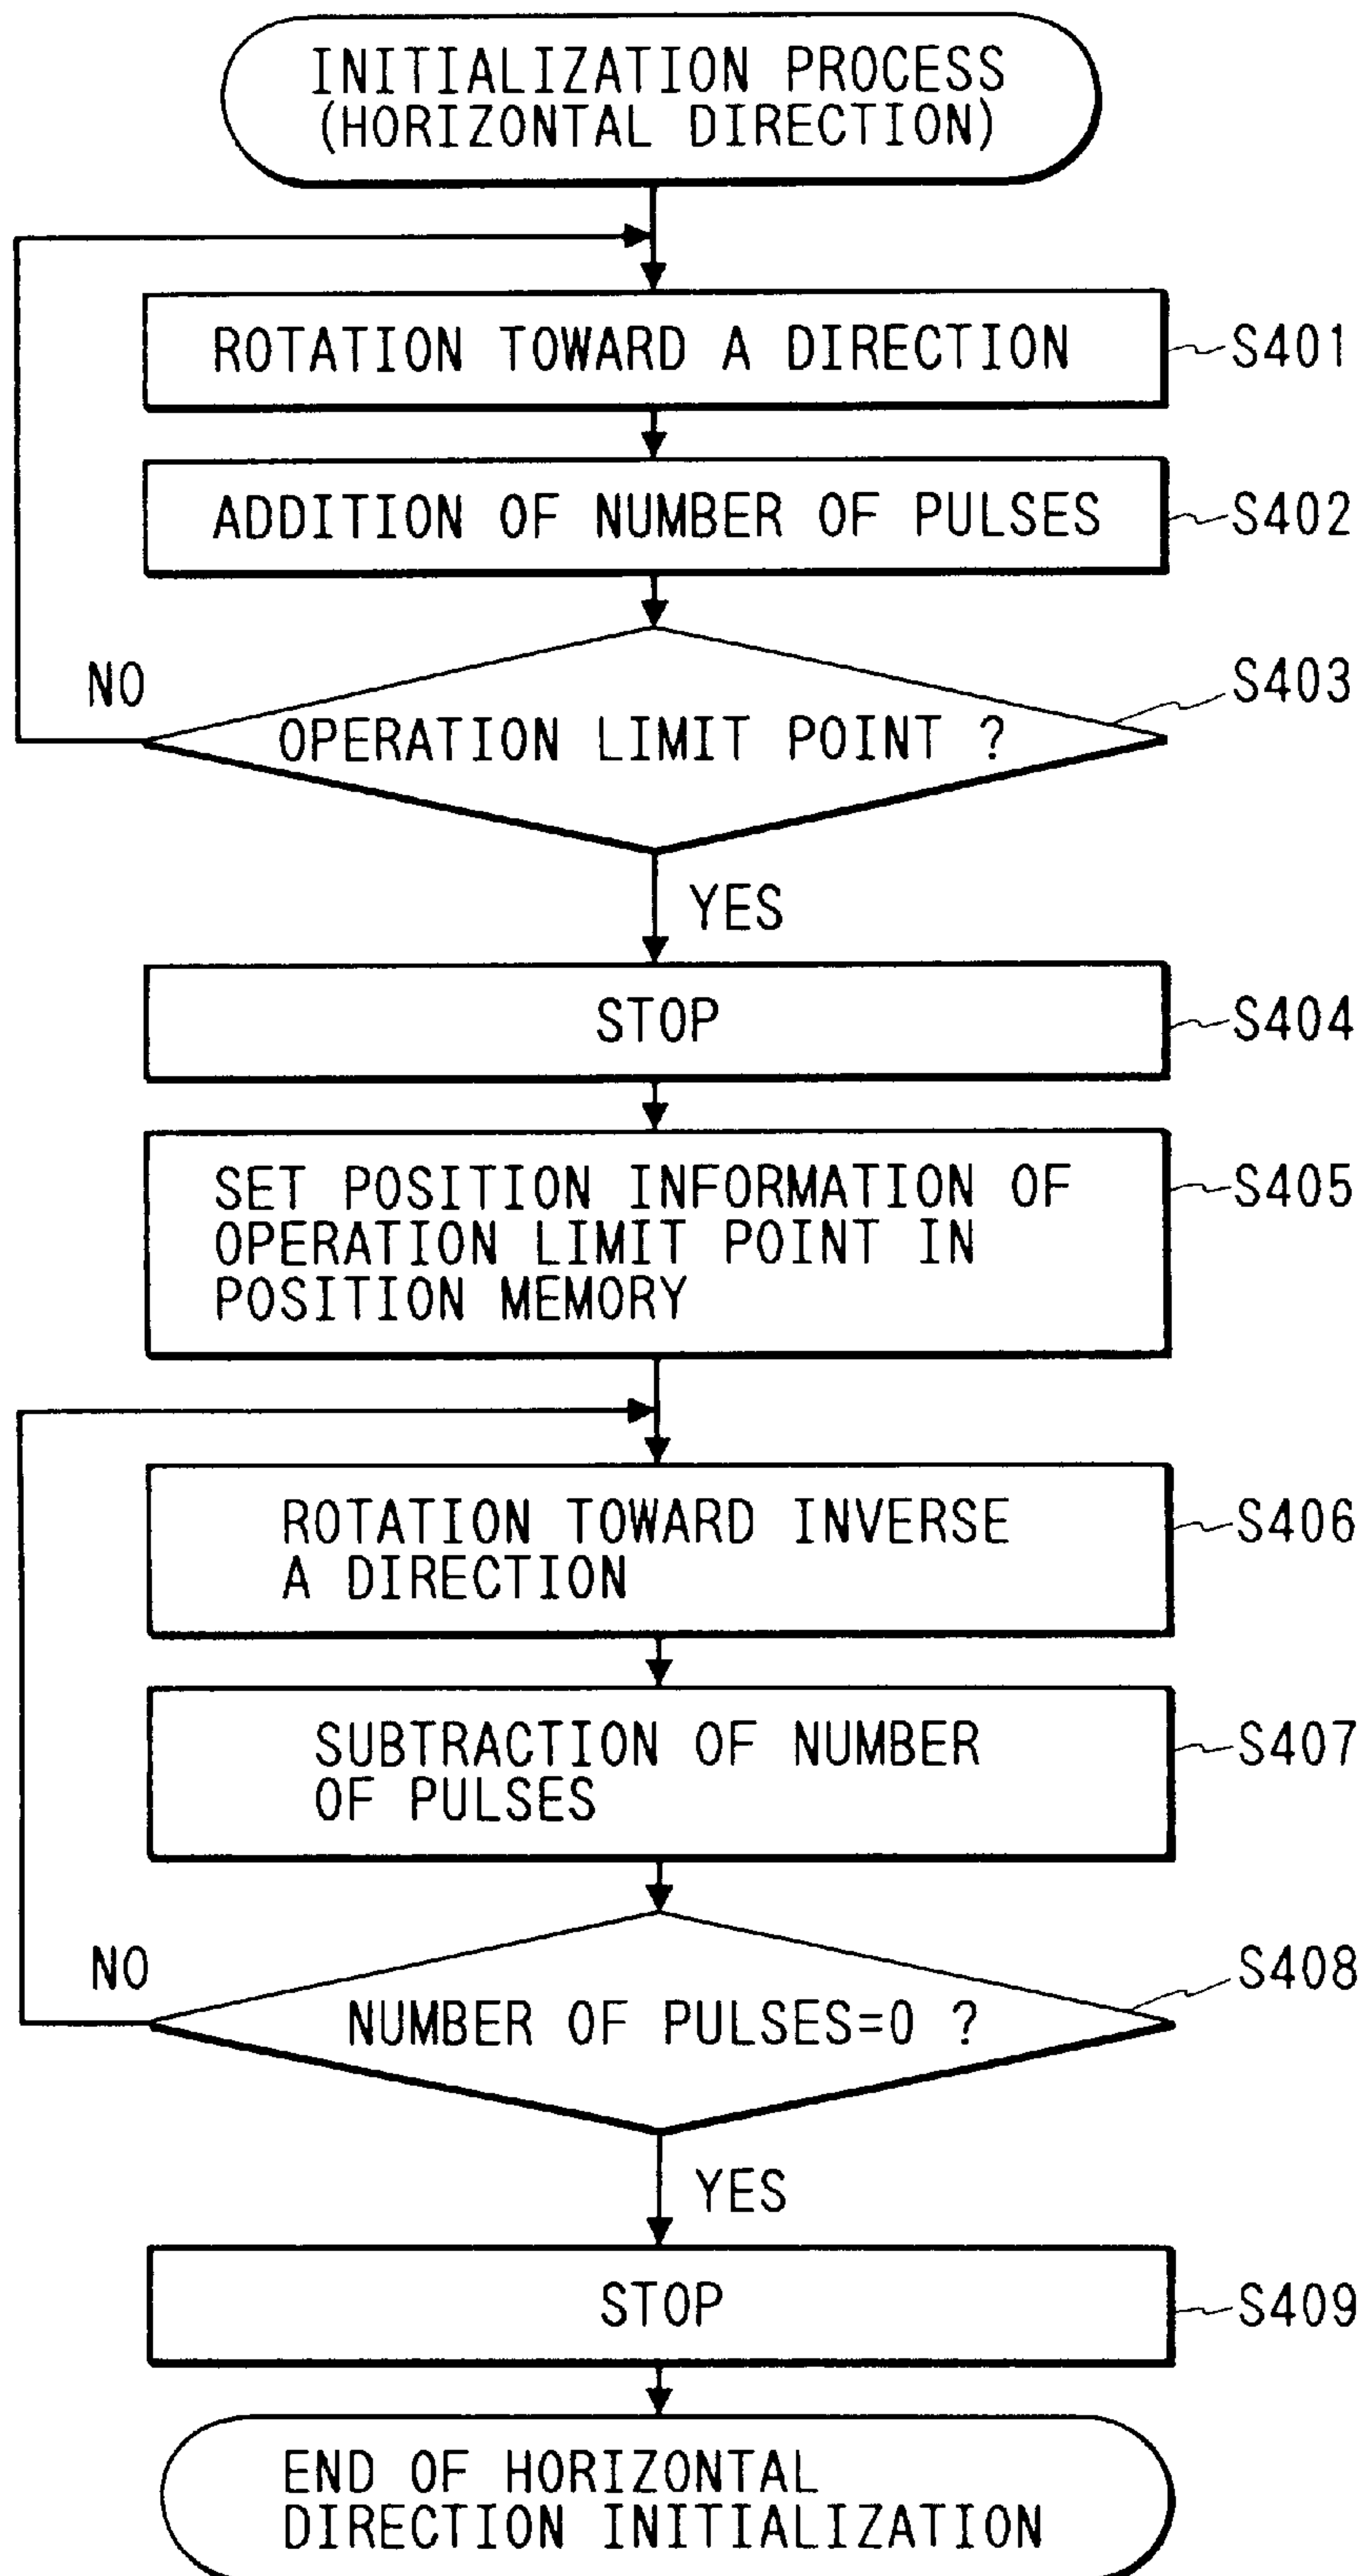 INITIALIZATION PROCESS
(HORIZONTAL DIRECTION)
ROTATION TOWARD A DIRECTION
S401
ADDITION OF NUMBER OF PULSES
S402
NO
S403
OPERATION LIMIT POINT ?
YES
STOP
S404
SET POSITION INFORMATION OF
S405
OPERATION LIMIT POINT IN
POSITION MEMORY
ROTATION TOWARD INVERSE
S406
A DIRECTION
SUBTRACTION OF NUMBER
S407
OF PULSES
NO
S408
NUMBER OF PULSES=0 ?
YES
STOP
S409
END OF HORIZONTAL
DIRECTION INITIALIZATION